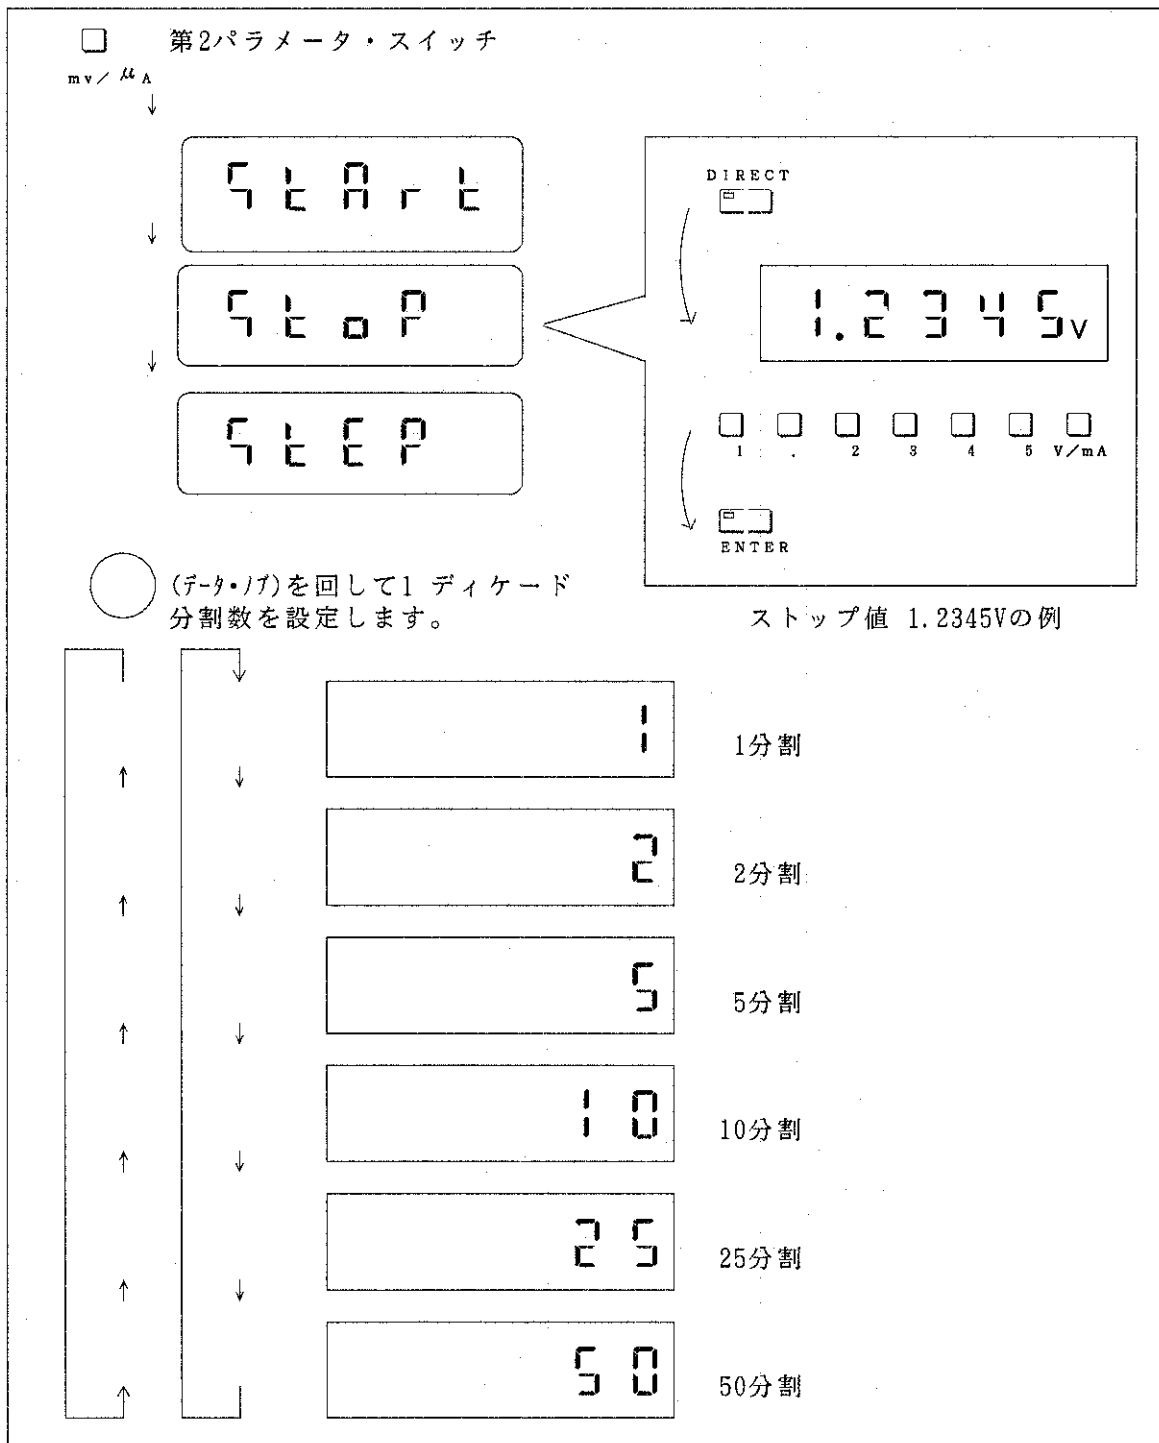 第2パラメータ・スイッチ
mv/μA
StArt
StoP
StEP
DIRECT
1.2345V
1 . 2 3 4 5 V/mA
ENTER
(データ・ノブ)を回して1 ディケード
分割数を設定します。
ストップ値 1.2345Vの例
1 1分割
2 2分割
5 5分割
10 10分割
25 25分割
50 50分割